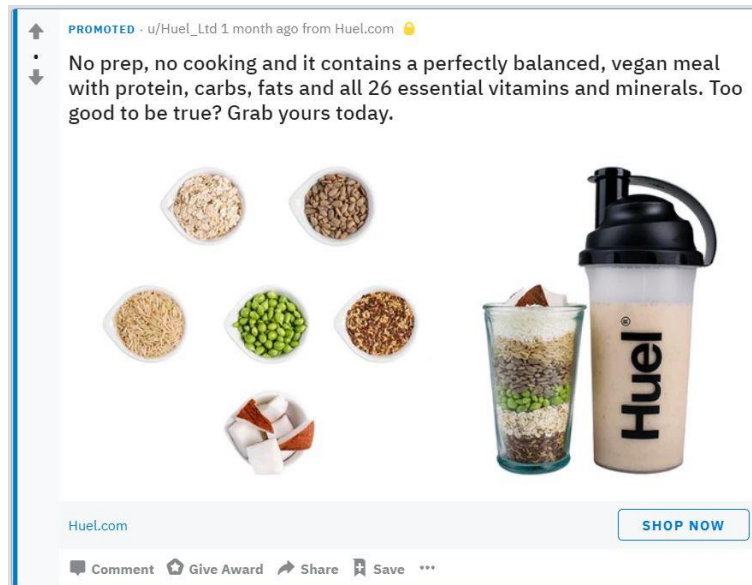 PROMOTED · u/Huel_Ltd 1 month ago from Huel.com
No prep, no cooking and it contains a perfectly balanced, vegan meal
with protein, carbs, fats and all 26 essential vitamins and minerals. Too
good to be true? Grab yours today.
Huel®
Huel.com
SHOP NOW
Comment Give Award Share Save ···